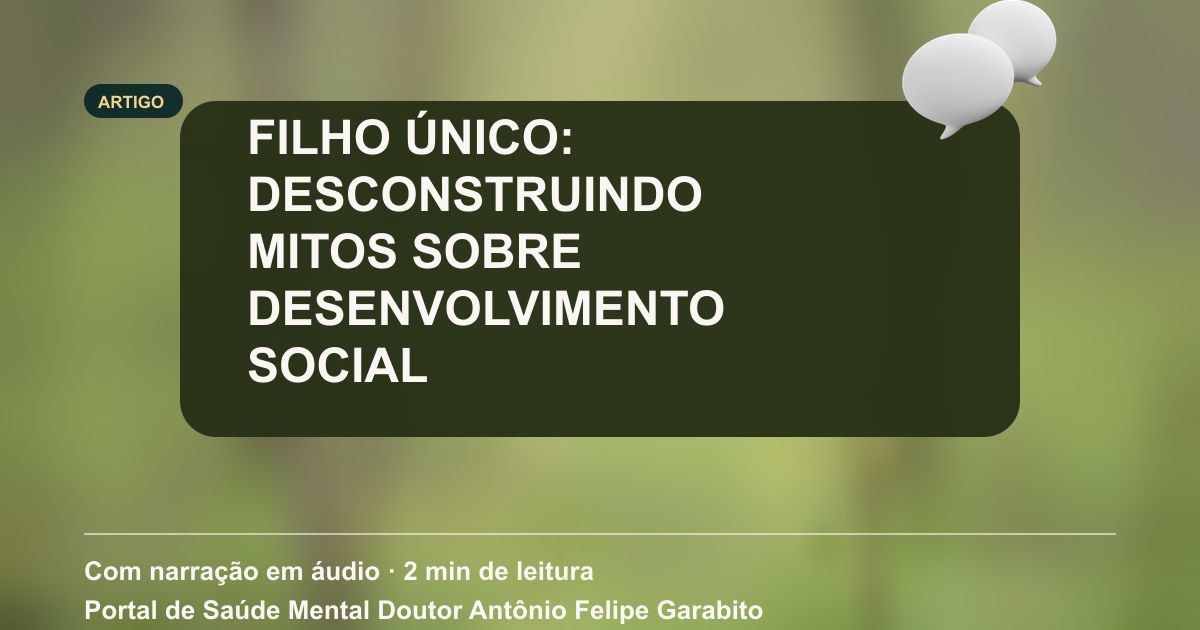 ARTIGO
FILHO ÚNICO:
DESCONSTRUINDO
MITOS SOBRE
DESENVOLVIMENTO
SOCIAL
Com narração em áudio · 2 min de leitura
Portal de Saúde Mental Doutor Antônio Felipe Garabito